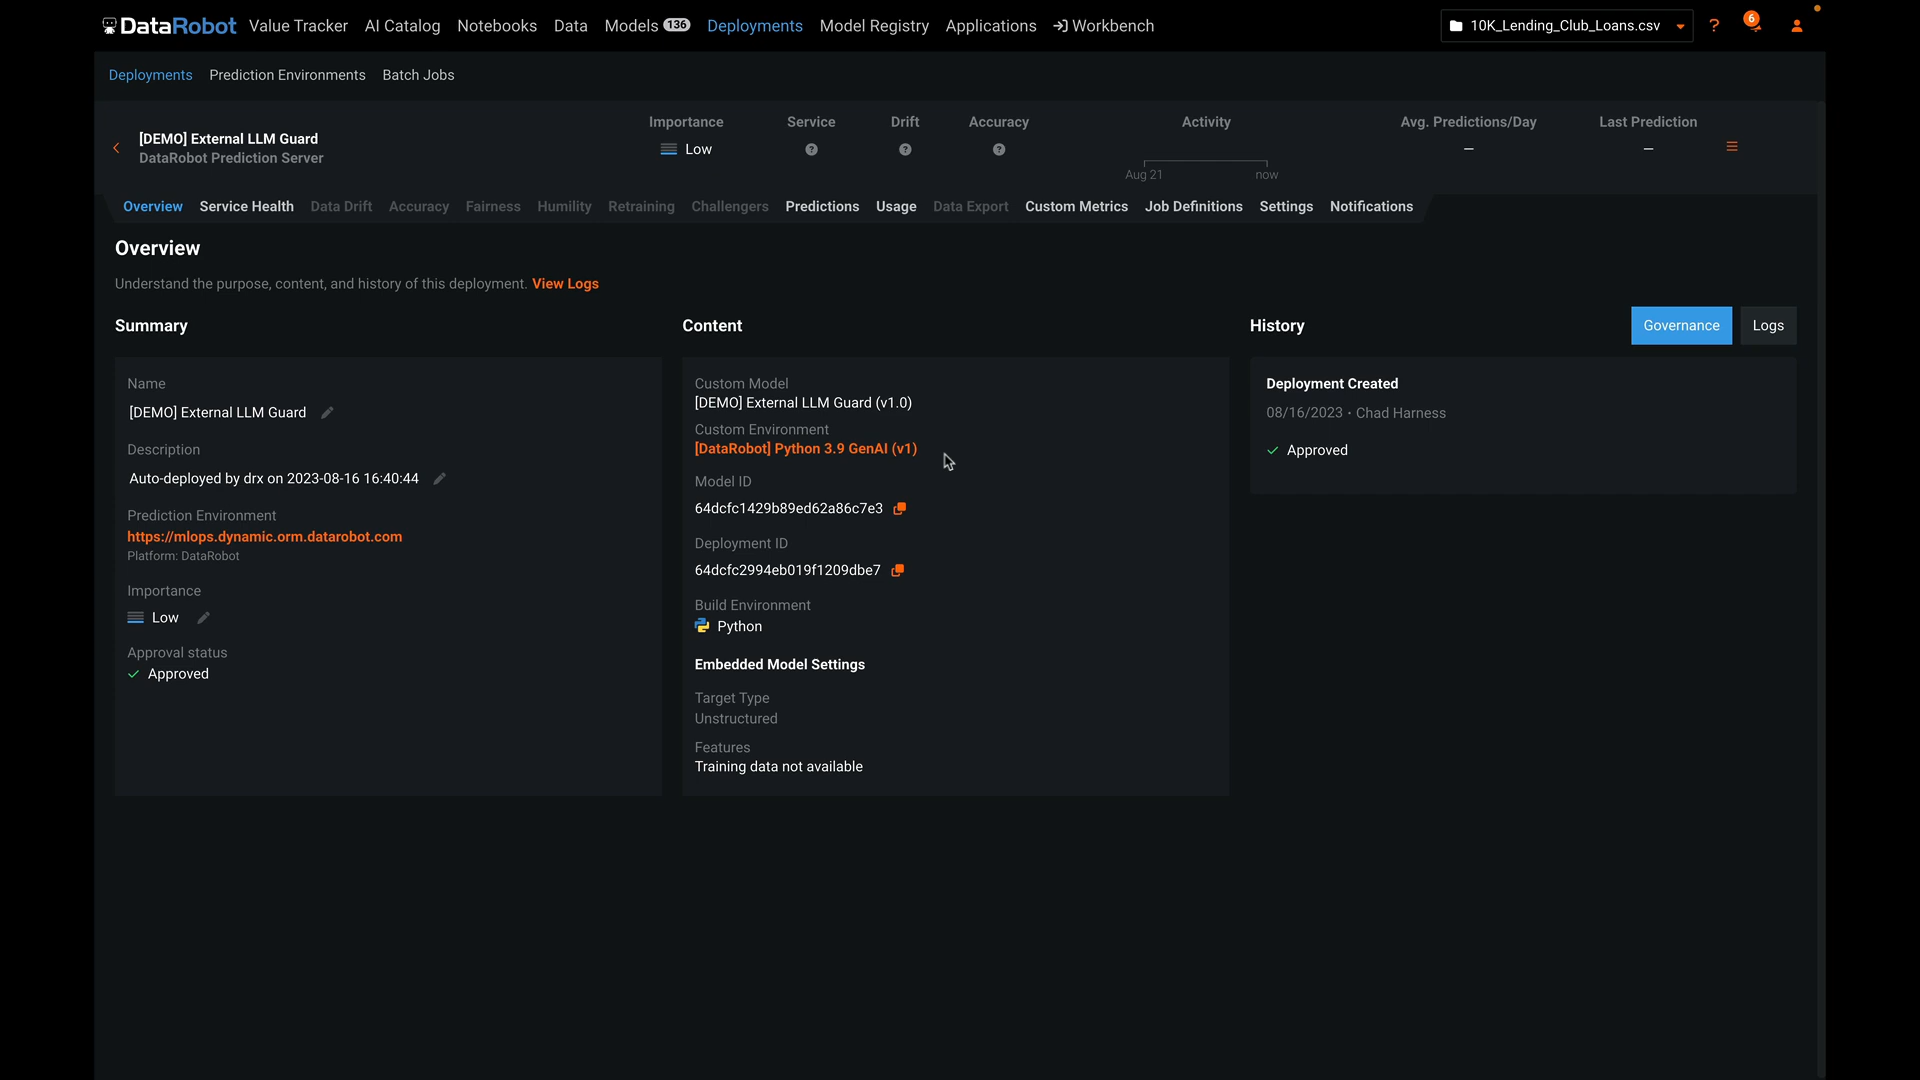 DataRobot Value Tracker AI Catalog Notebooks Data Models 136 Deployments Model Registry Applications Workbench 10K_Lending_Club_Loans.csv ? 6
Deployments Prediction Environments Batch Jobs
Importance Service Drift Accuracy Activity Avg. Predictions/Day Last Prediction
[DEMO] External LLM Guard
DataRobot Prediction Server
Low ? ? ? — —
Aug 21 now
Overview Service Health Data Drift Accuracy Fairness Humility Retraining Challengers Predictions Usage Data Export Custom Metrics Job Definitions Settings Notifications
Overview
Understand the purpose, content, and history of this deployment. View Logs
Summary
Name
[DEMO] External LLM Guard
Description
Auto-deployed by drx on 2023-08-16 16:40:44
Prediction Environment
https://mlops.dynamic.orm.datarobot.com
Platform: DataRobot
Importance
Low
Approval status
Approved
Content
Custom Model
[DEMO] External LLM Guard (v1.0)
Custom Environment
[DataRobot] Python 3.9 GenAI (v1)
Model ID
64dcfc1429b89ed62a86c7e3
Deployment ID
64dcfc2994eb019f1209dbe7
Build Environment
Python
Embedded Model Settings
Target Type
Unstructured
Features
Training data not available
History Governance Logs
Deployment Created
08/16/2023 • Chad Harness
Approved